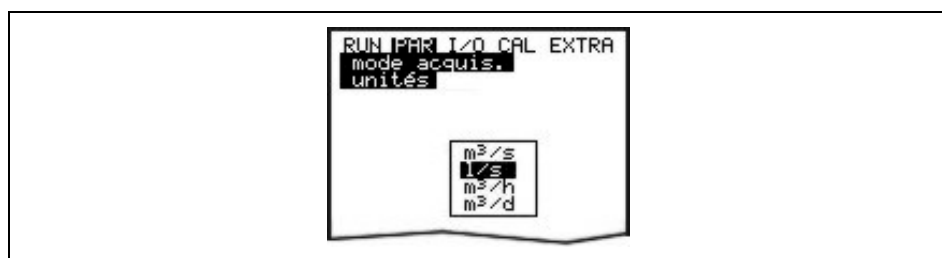 RUN PAR I/O CAL EXTRA
mode acquis.
unités
m³/s
l/s
m³/h
m³/d